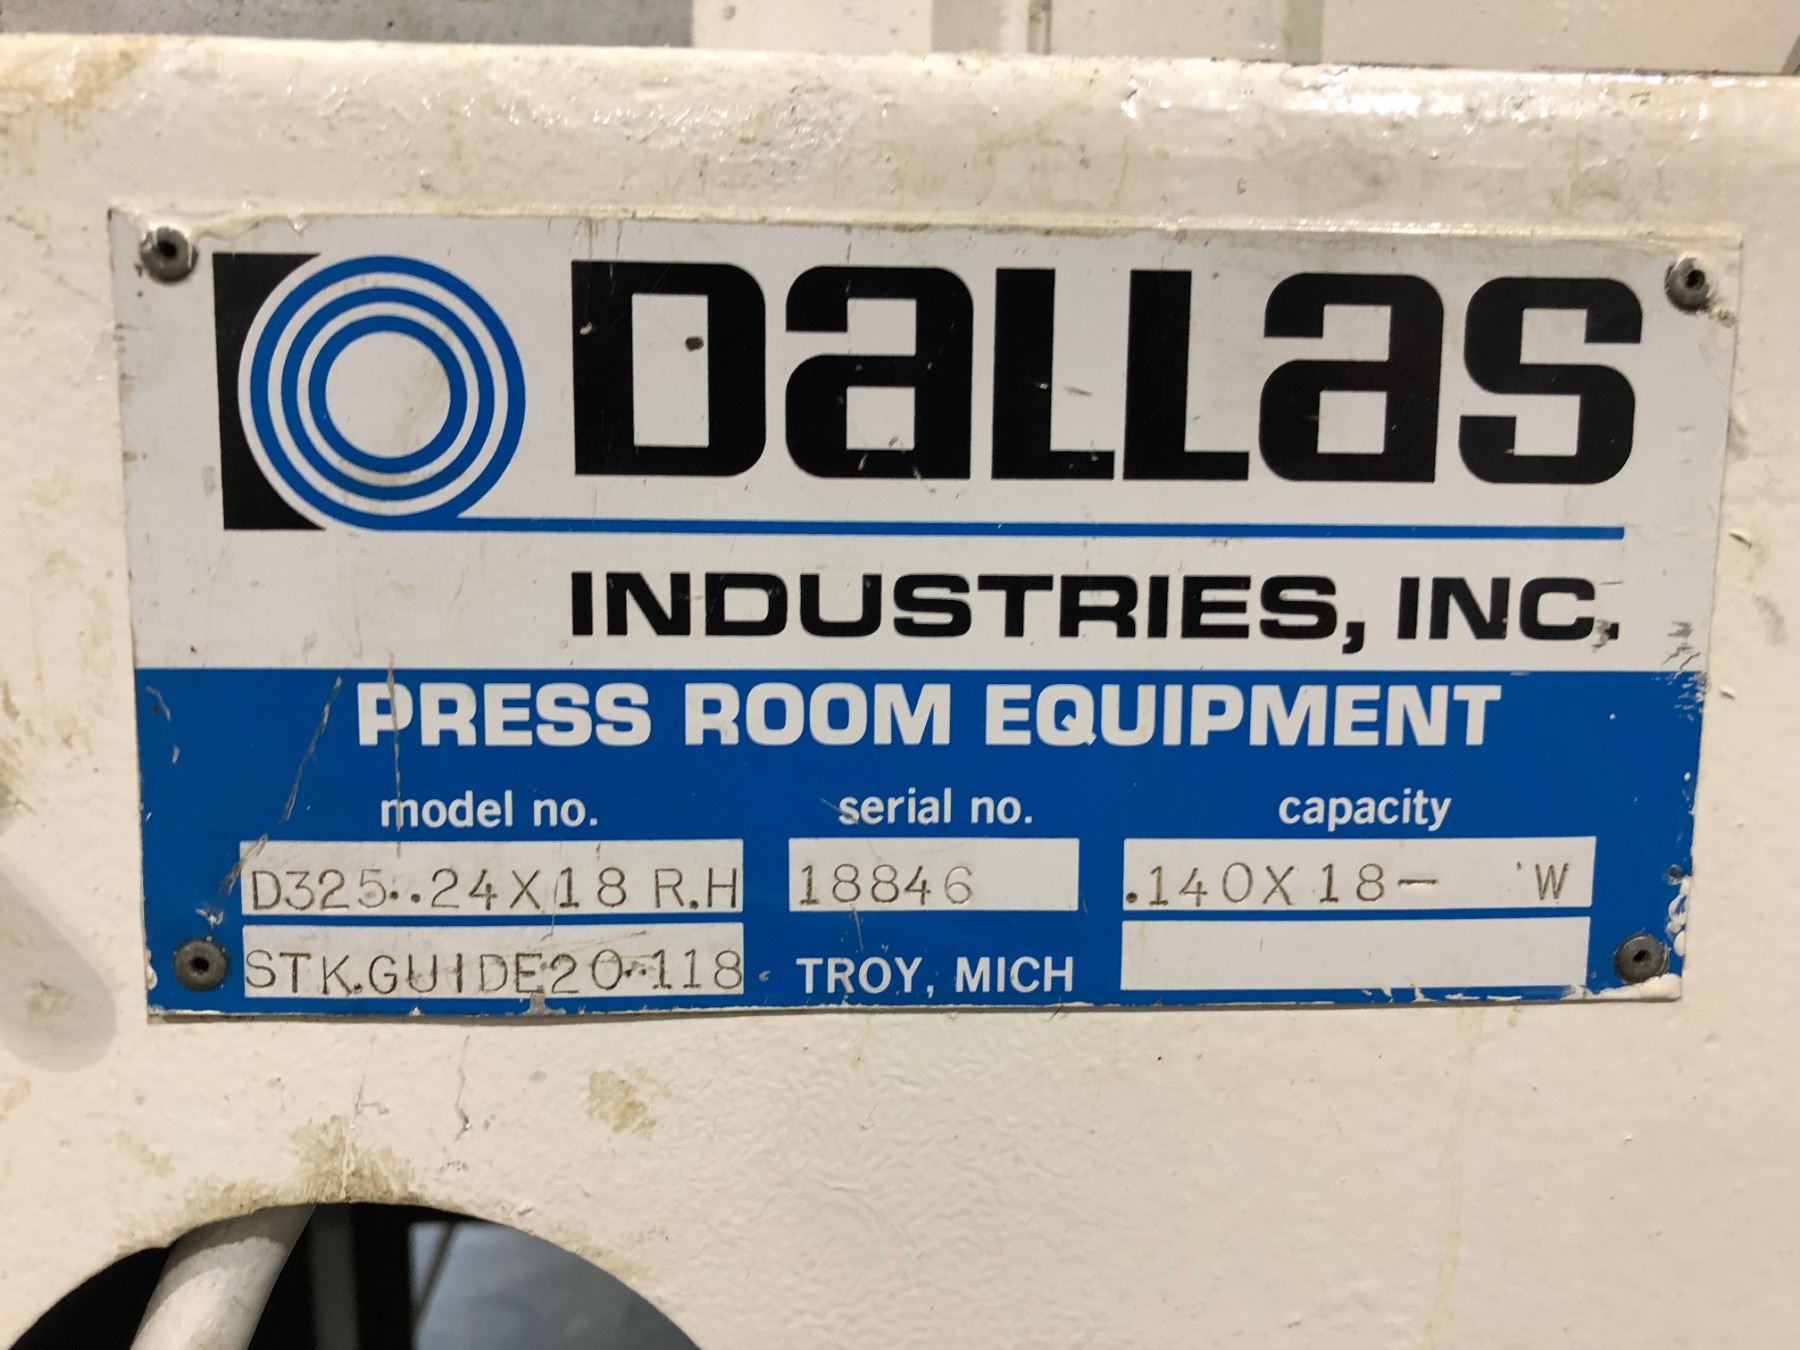 Dallas
INDUSTRIES, INC.
PRESS ROOM EQUIPMENT
model no. serial no. capacity
D325..24X18 R.H 18846 .140X18- 'W
STK.GUIDE20-118 TROY, MICH